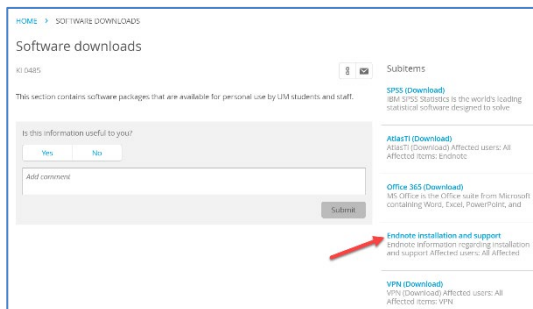 HOME > SOFTWARE DOWNLOADS
Software downloads
KI 0485
This section contains software packages that are available for personal use by UM students and staff.
Is this information useful to you?
Yes No
Add comment
Submit
Subitems
SPSS (Download)
IBM SPSS Statistics is the world's leading
statistical software designed to solve
AtlasTI (Download)
AtlasTI (Download) Affected users: All
Affected items: Endnote
Office 365 (Download)
MS Office is the Office suite from Microsoft
containing Word, Excel, PowerPoint, and
Endnote installation and support
Endnote information regarding installation
and support Affected users: All Affected
VPN (Download)
VPN (Download) Affected users: All
Affected items: VPN